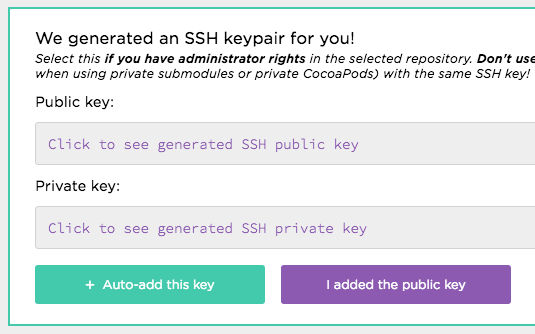 We generated an SSH keypair for you!
Select this if you have administrator rights in the selected repository. Don't use
when using private submodules or private CocoaPods) with the same SSH key!
Public key:
Click to see generated SSH public key
Private key:
Click to see generated SSH private key
+ Auto-add this key
I added the public key